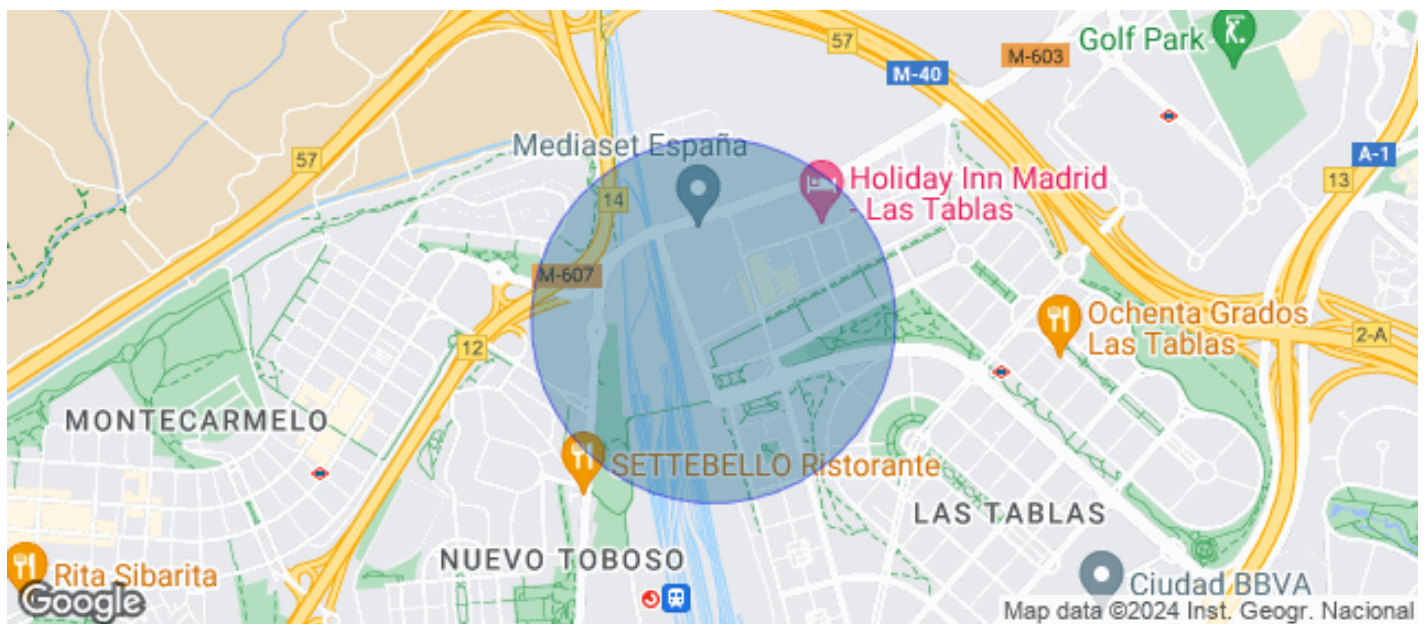 57
M-603
Golf Park
M-40
Mediaset España
57
A-1
Holiday Inn Madrid
- Las Tablas
13
14
M-607
Ochenta Grados
Las Tablas
2-A
12
MONTECARMELO
SETTEBELLO Ristorante
LAS TABLAS
NUEVO TOBOSO
Rita Sibarita
Ciudad BBVA
Google
Map data ©2024 Inst. Geogr. Nacional